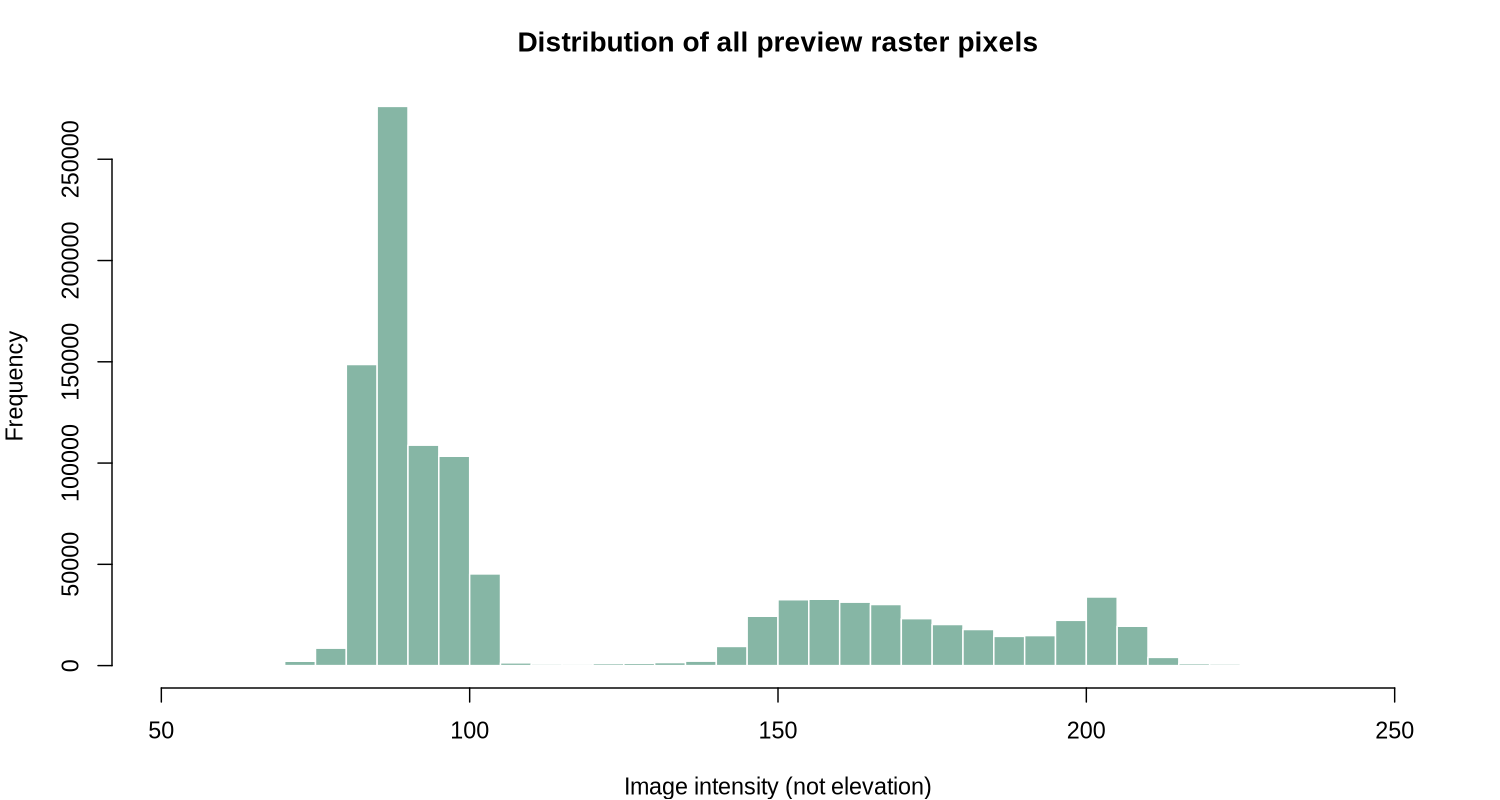 Distribution of all preview raster pixels
Frequency
250000
200000
150000
100000
50000
0
50 100 150 200 250
Image intensity (not elevation)